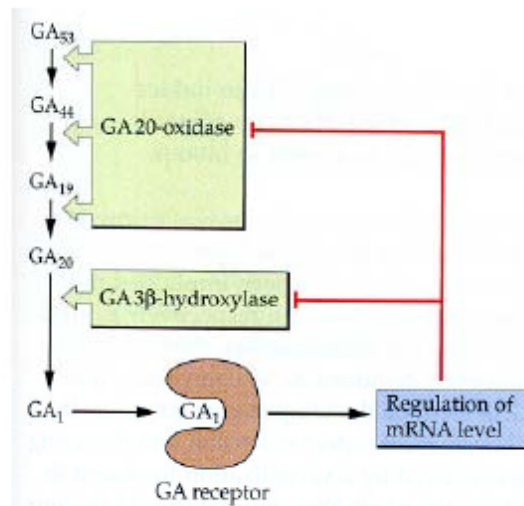 GA53
GA44
GA 20-oxidase
GA19
GA20
GA 3β-hydroxylase
GA1
GA1
Regulation of
mRNA level
GA receptor